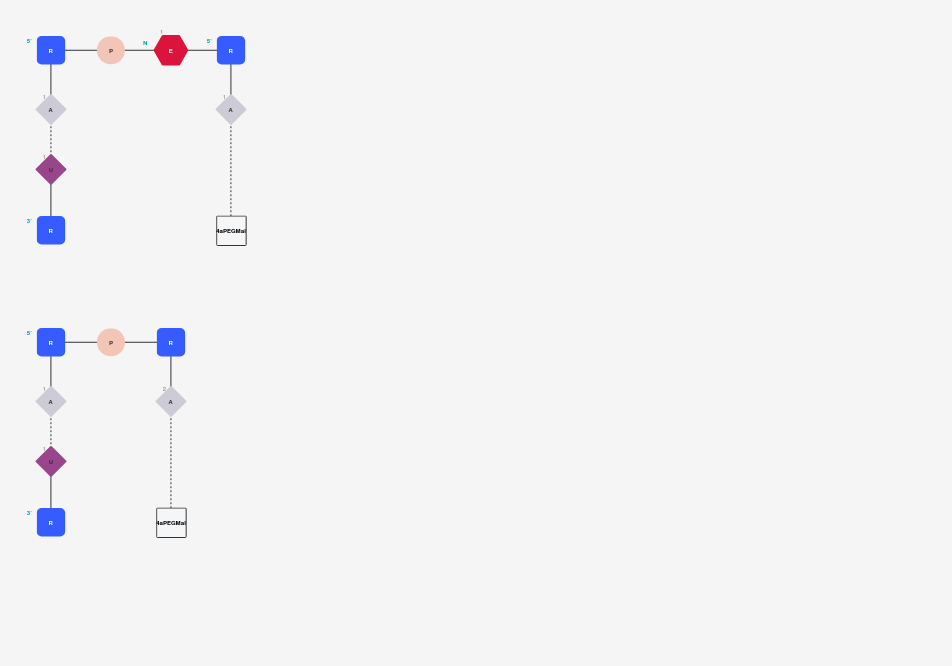 1
5' R P N E 5' R
1 1
A A
1
U
3' R 4aPEGMal
5' R P R
1 2
A A
1
U
3' R 4aPEGMal